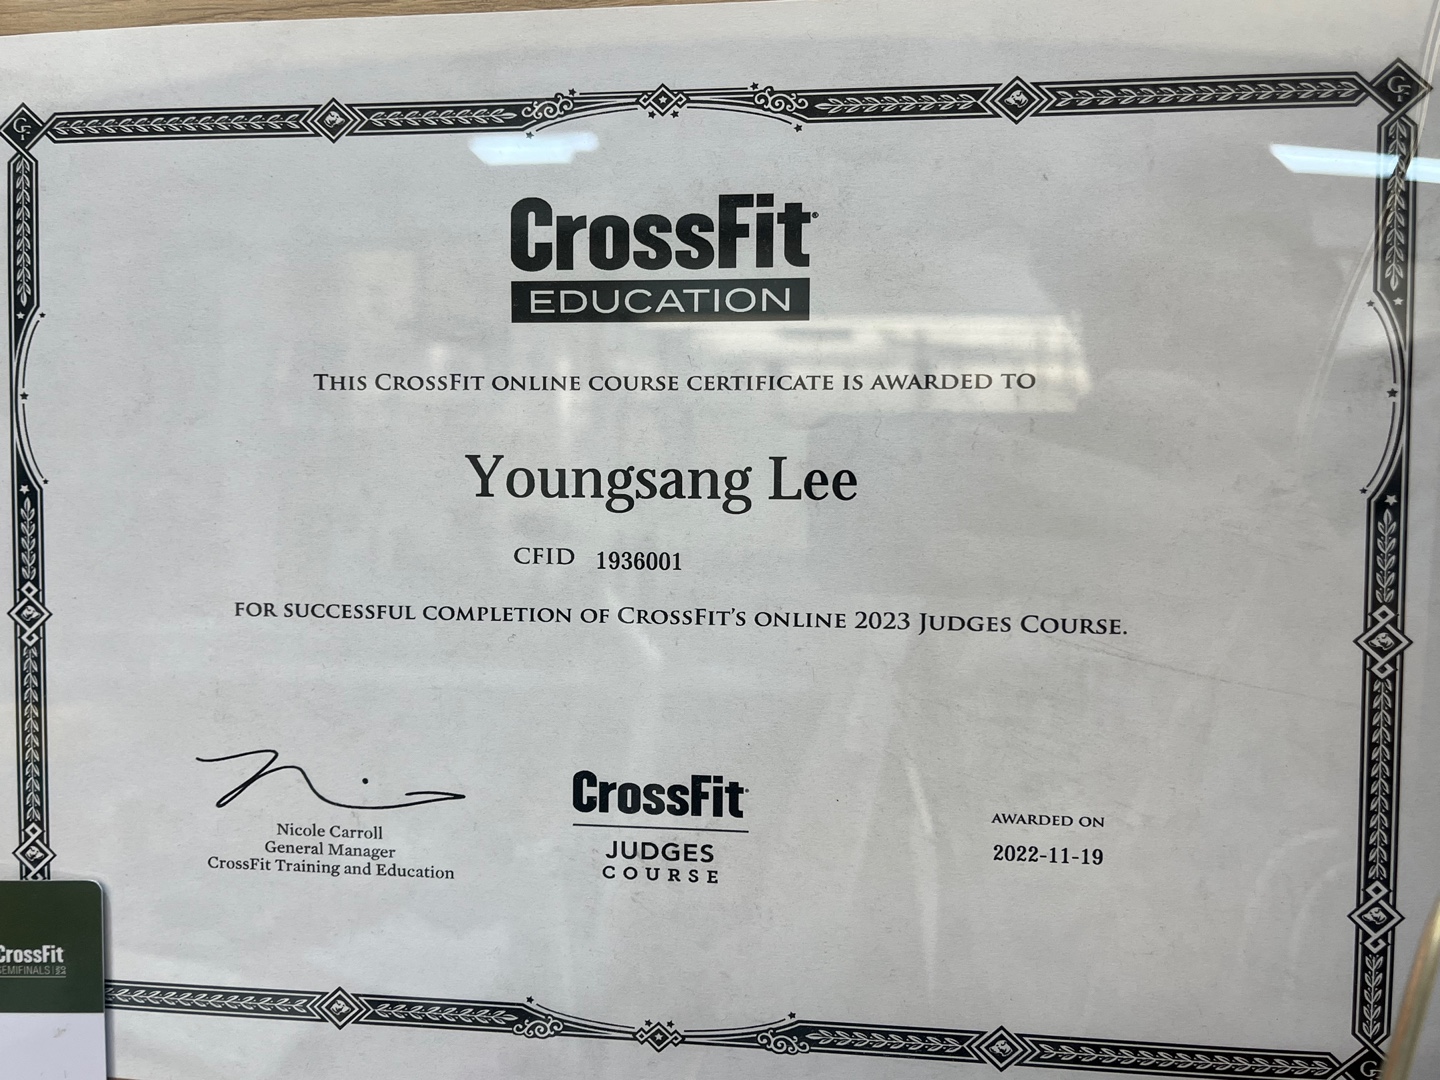 CrossFit
EDUCATION
THIS CROSSFIT ONLINE COURSE CERTIFICATE IS AWARDED TO
Youngsang Lee
CFID 1936001
FOR SUCCESSFUL COMPLETION OF CROSSFIT'S ONLINE 2023 JUDGES COURSE.
Nicole Carroll
General Manager
CrossFit Training and Education
CrossFit
JUDGES
COURSE
AWARDED ON
2022-11-19
CrossFit
SEMIFINALS